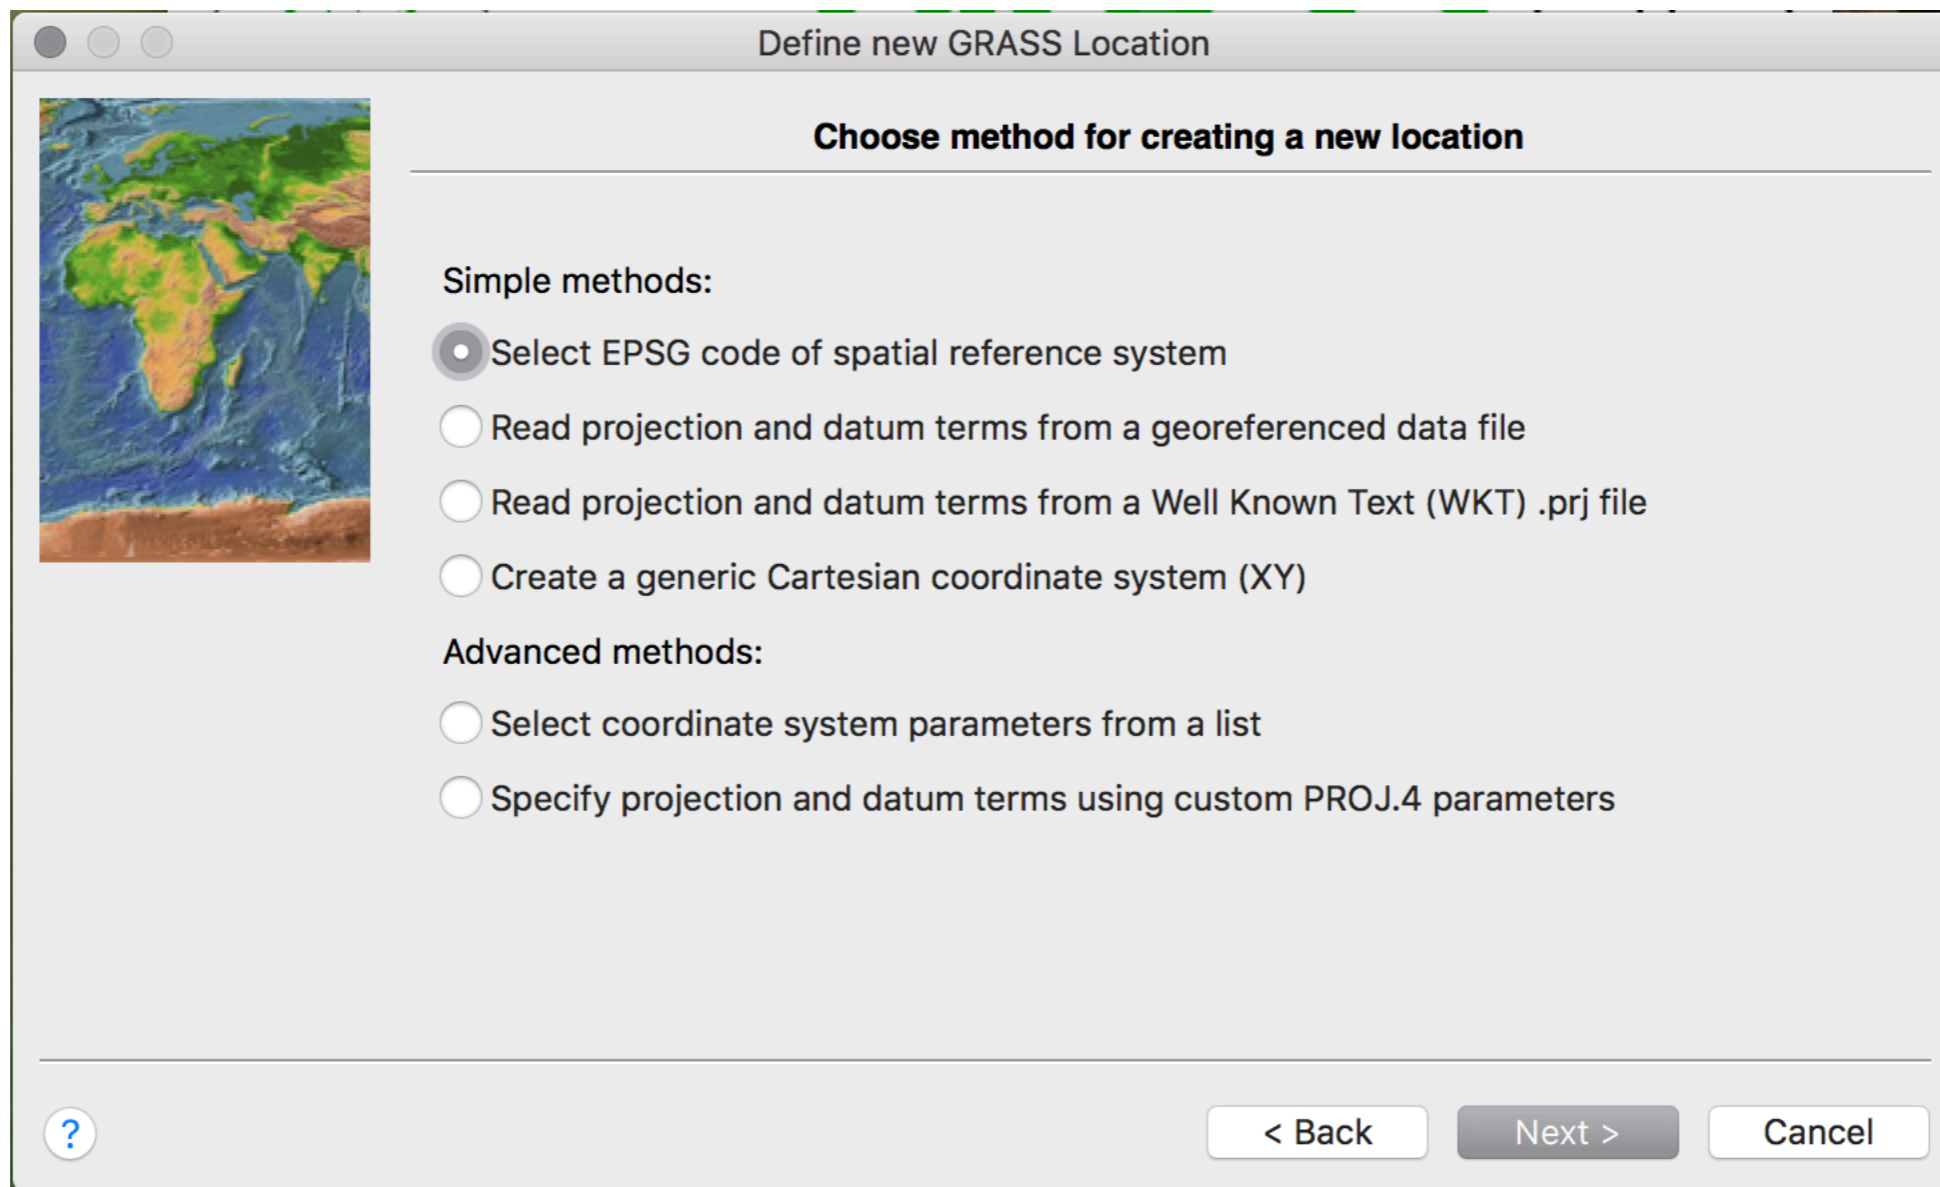 Define new GRASS Location
Choose method for creating a new location
Simple methods:
Select EPSG code of spatial reference system
Read projection and datum terms from a georeferenced data file
Read projection and datum terms from a Well Known Text (WKT) .prj file
Create a generic Cartesian coordinate system (XY)
Advanced methods:
Select coordinate system parameters from a list
Specify projection and datum terms using custom PROJ.4 parameters
?
< Back
Next >
Cancel